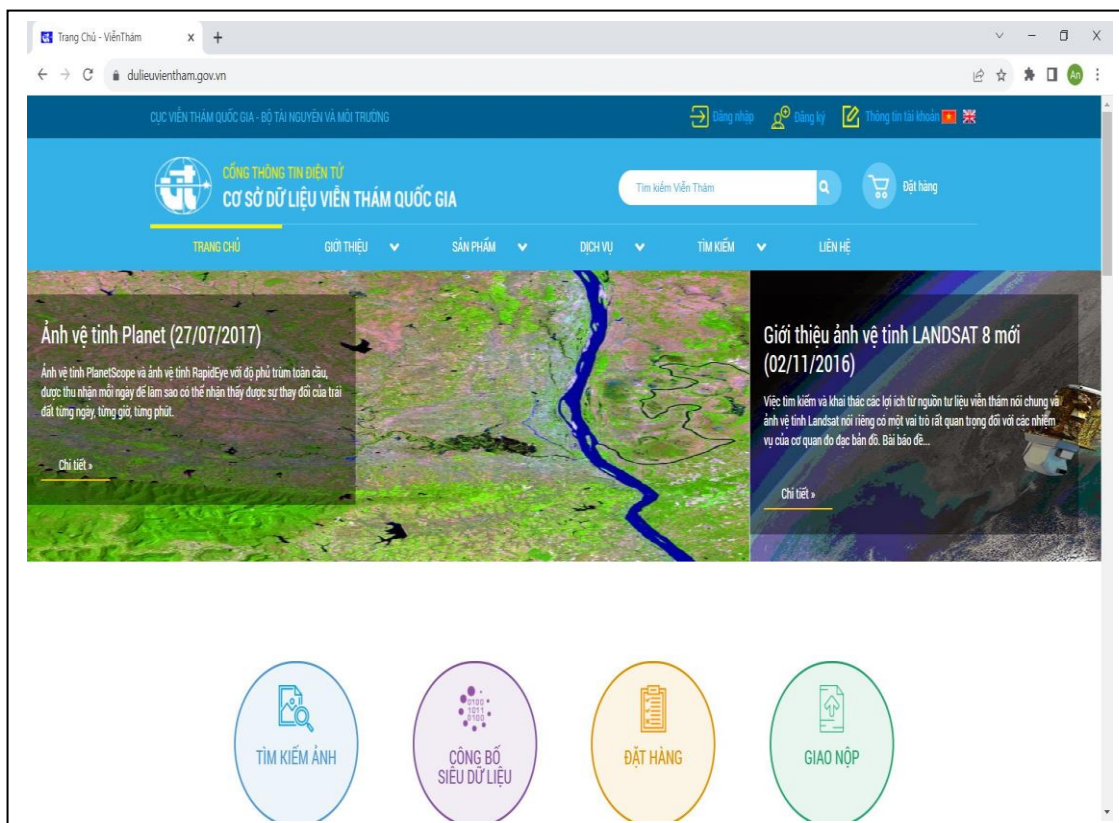 Trang Chủ - ViễnThám
dulieuvientham.gov.vn
An
CỤC VIỄN THÁM QUỐC GIA - BỘ TÀI NGUYÊN VÀ MÔI TRƯỜNG
Đăng nhập
Đăng ký
Thông tin tài khoản
CỔNG THÔNG TIN ĐIỆN TỬ
CƠ SỞ DỮ LIỆU VIỄN THÁM QUỐC GIA
Tìm kiếm Viễn Thám
Đặt hàng
TRANG CHỦ
GIỚI THIỆU
SẢN PHẨM
DỊCH VỤ
TÌM KIẾM
LIÊN HỆ
Ảnh vệ tinh Planet (27/07/2017)
Ảnh vệ tinh PlanetScope và ảnh vệ tinh RapidEye với độ phủ trùm toàn cầu,
được thu nhận mỗi ngày để làm sao có thể nhận thấy được sự thay đổi của trái
đất từng ngày, từng giờ, từng phút.
Chi tiết »
Giới thiệu ảnh vệ tinh LANDSAT 8 mới
(02/11/2016)
Việc tìm kiếm và khai thác các lợi ích từ nguồn tư liệu viễn thám nói chung và
ảnh vệ tinh Landsat nói riêng có một vai trò rất quan trọng đối với các nhiệm
vụ của cơ quan đo đạc bản đồ. Bài báo đề...
Chi tiết »
0100
1011
0100
TÌM KIẾM ẢNH
CÔNG BỐ
SIÊU DỮ LIỆU
ĐẶT HÀNG
GIAO NỘP